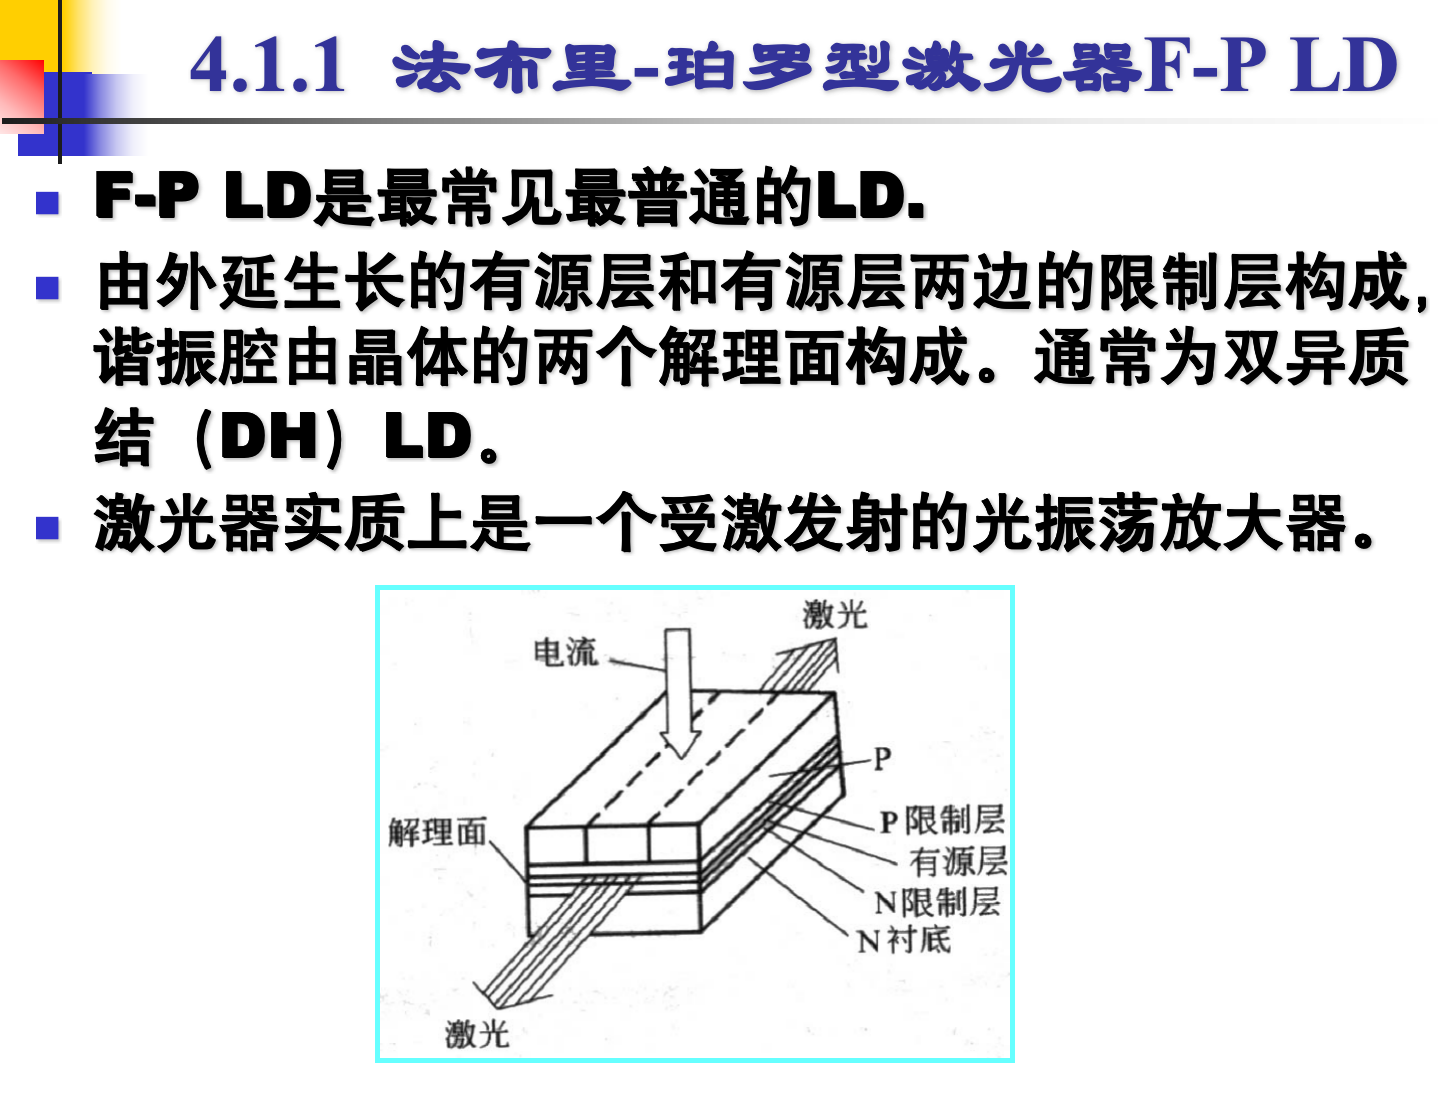 4.1.1 法布里-珀罗型激光器F-P LD
F-P LD是最常见最普通的LD.
由外延生长的有源层和有源层两边的限制层构成,
谐振腔由晶体的两个解理面构成。通常为双异质
结（DH）LD。
激光器实质上是一个受激发射的光振荡放大器。
激光
电流
P
解理面
P限制层
有源层
N限制层
N衬底
激光